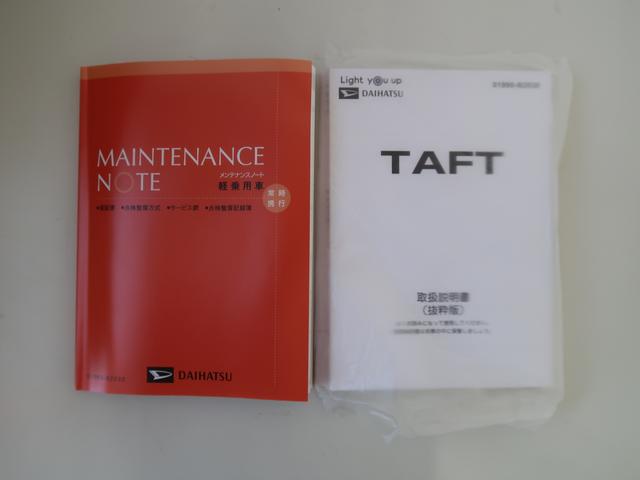 MAINTENANCE
NOTE
メンテナンスノート
軽乗用車
常時
携行
•保証書 •点検整備方式 •サービス網 •点検整備記録簿
DAIHATSU
Light you up
DAIHATSU
TAFT
取扱説明書
(抜粋版)